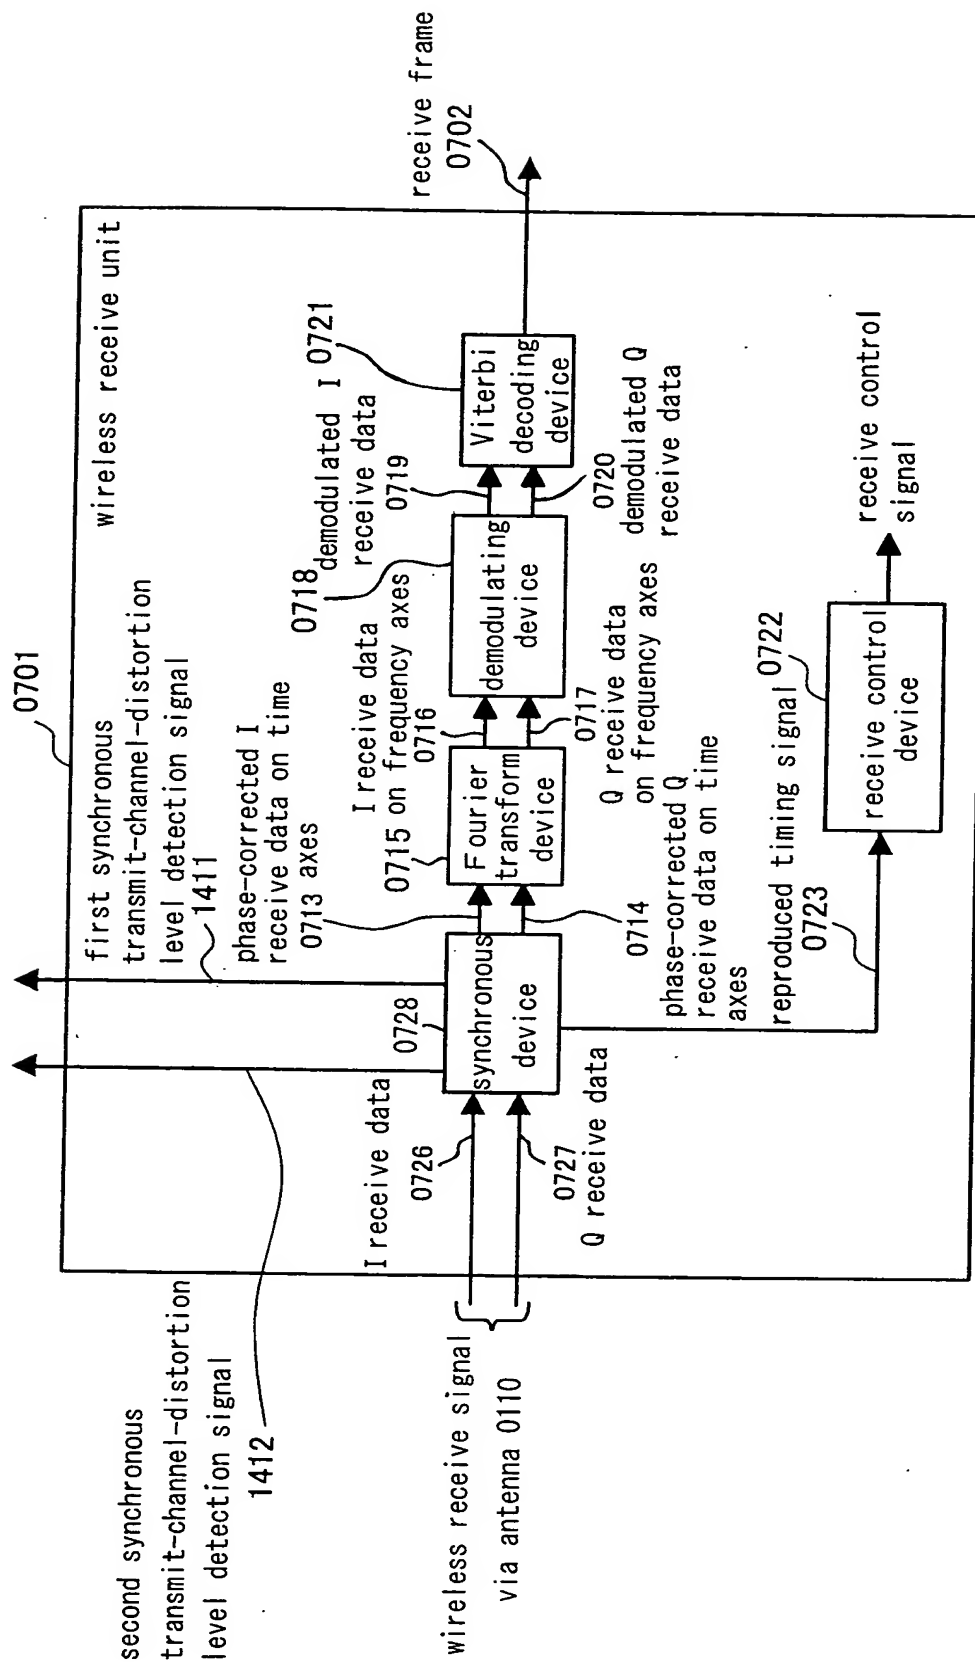 0701
wireless receive unit
second synchronous
transmit-channel-distortion
level detection signal
1412
first synchronous
transmit-channel-distortion
level detection signal
1411
wireless receive signal
via antenna 0110
I receive data
0726
0727
Q receive data
0728
synchronous
device
phase-corrected I
receive data on time
axes
0713
0714
phase-corrected Q
receive data on time
axes
0715
Fourier
transform
device
I receive data
on frequency axes
0716
0717
Q receive data
on frequency axes
0718
demodulating
device
demodulated I
receive data
0719
0720
demodulated Q
receive data
0721
Viterbi
decoding
device
receive frame
0702
reproduced timing signal
0723
0722
receive control
device
receive control
signal